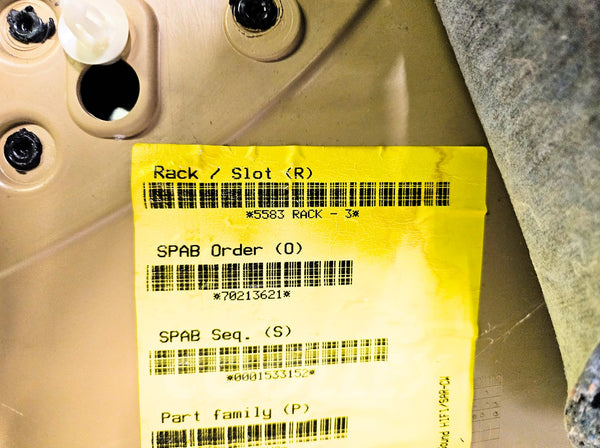 Rack / Slot (R)
*5583 RACK - 3*
SPAB Order (O)
*70213621*
SPAB Seq. (S)
*0001533152*
Part family (P)